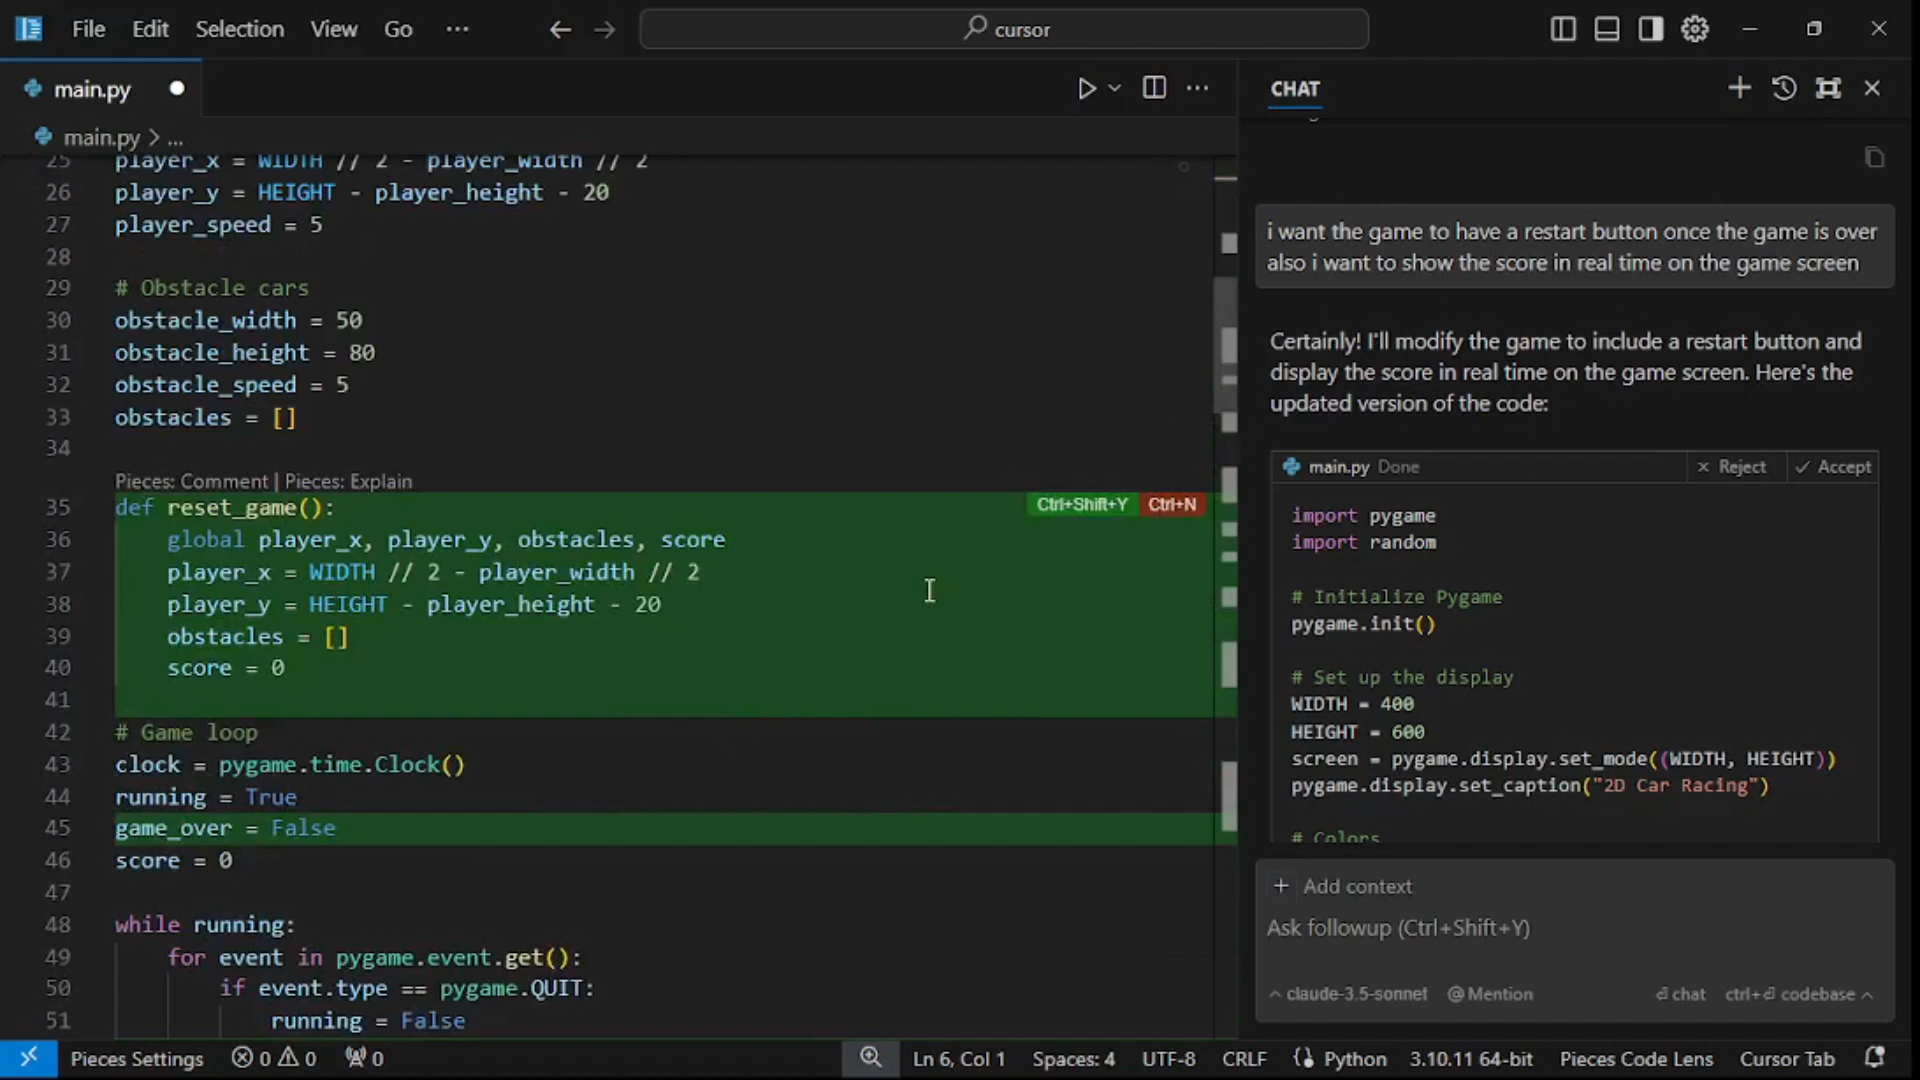 File Edit Selection View Go ...
cursor
main.py
main.py > ...
25 player_x = WIDTH // 2 - player_width // 2
26 player_y = HEIGHT - player_height - 20
27 player_speed = 5
28
29 # Obstacle cars
30 obstacle_width = 50
31 obstacle_height = 80
32 obstacle_speed = 5
33 obstacles = []
34
Pieces: Comment | Pieces: Explain
35 def reset_game():
Ctrl+Shift+Y Ctrl+N
36 global player_x, player_y, obstacles, score
37 player_x = WIDTH // 2 - player_width // 2
38 player_y = HEIGHT - player_height - 20
39 obstacles = []
40 score = 0
41
42 # Game loop
43 clock = pygame.time.Clock()
44 running = True
45 game_over = False
46 score = 0
47
48 while running:
49 for event in pygame.event.get():
50 if event.type == pygame.QUIT:
51 running = False
CHAT
i want the game to have a restart button once the game is over
also i want to show the score in real time on the game screen
Certainly! I'll modify the game to include a restart button and
display the score in real time on the game screen. Here's the
updated version of the code:
main.py Done × Reject ✓ Accept
import pygame
import random
# Initialize Pygame
pygame.init()
# Set up the display
WIDTH = 400
HEIGHT = 600
screen = pygame.display.set_mode((WIDTH, HEIGHT))
pygame.display.set_caption("2D Car Racing")
# Colors
+ Add context
Ask followup (Ctrl+Shift+Y)
^ claude-3.5-sonnet @ Mention ⏎ chat ctrl+⏎ codebase ^
Pieces Settings 0 0 0 Ln 6, Col 1 Spaces: 4 UTF-8 CRLF Python 3.10.11 64-bit Pieces Code Lens Cursor Tab